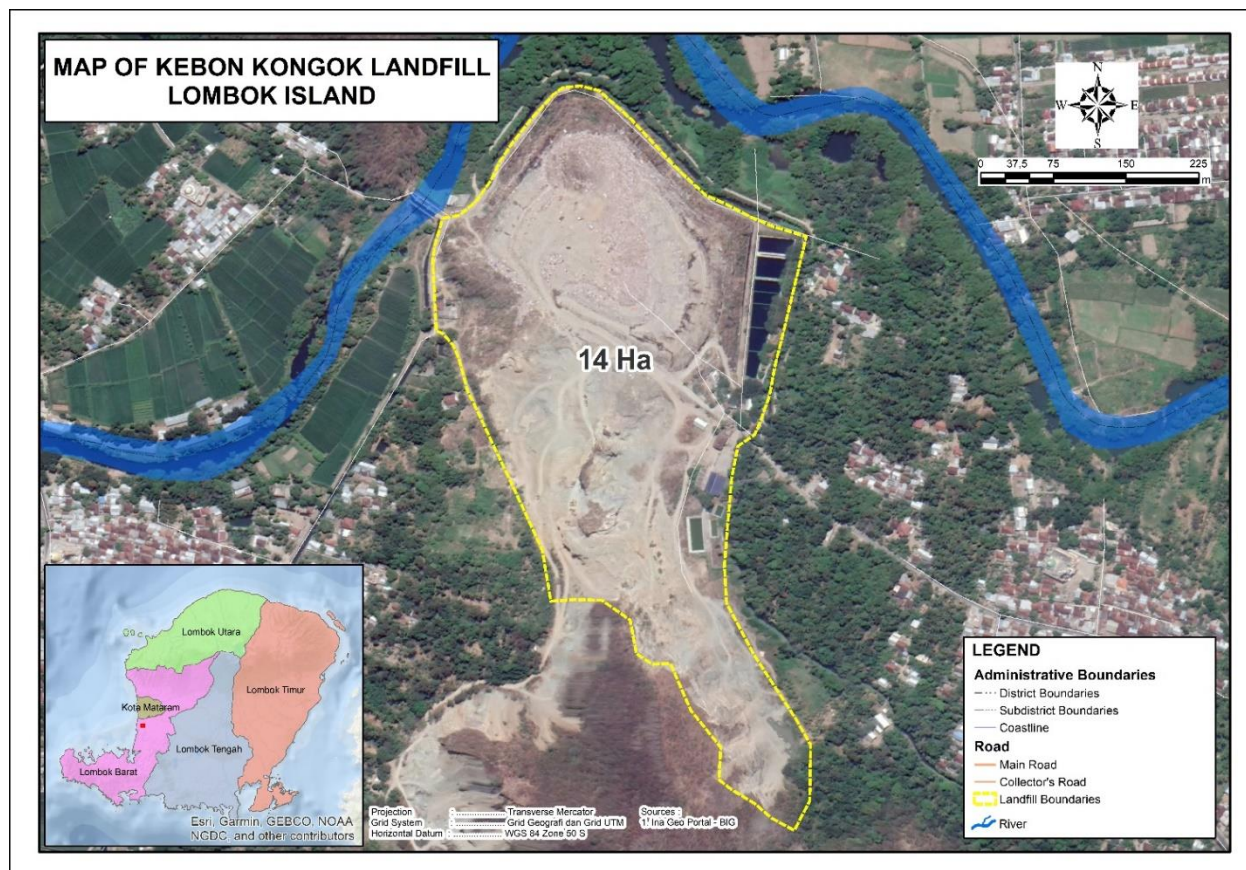 MAP OF KEBON KONGOK LANDFILL
LOMBOK ISLAND
N
W E
S
0 37,5 75 150 225
m
14 Ha
Lombok Utara
Lombok Timur
Kota Mataram
Lombok Tengah
Lombok Barat
Esri, Garmin, GEBCO, NOAA
NGDC, and other contributors
Projection : Transverse Mercator
Grid System : Grid Geografi dan Grid UTM
Horizontal Datum : WGS 84 Zone 50 S
Sources :
1. Ina Geo Portal - BIG
LEGEND
Administrative Boundaries
District Boundaries
Subdistrict Boundaries
Coastline
Road
Main Road
Collector's Road
Landfill Boundaries
River